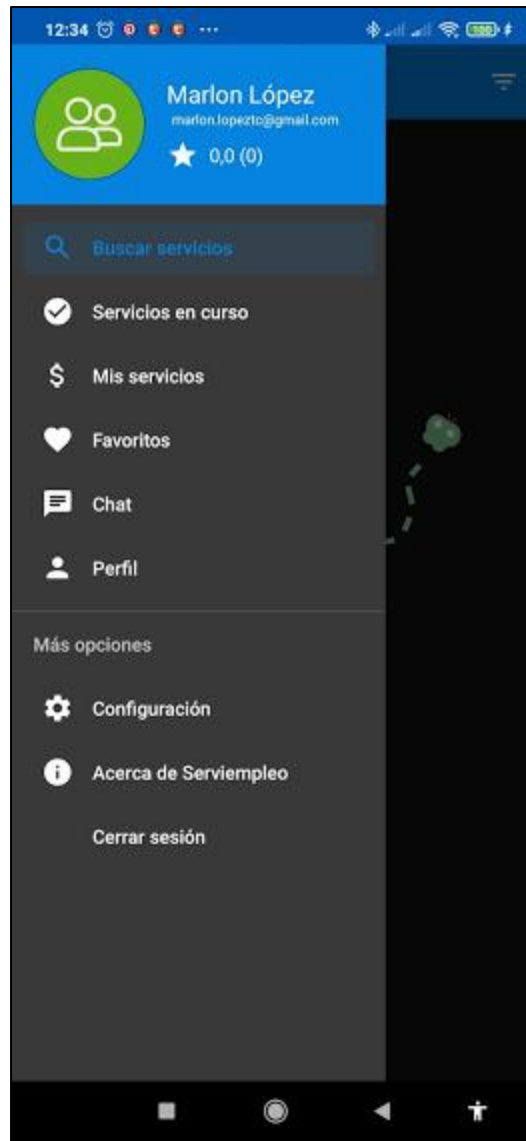 12:34
Marlon López
marlon.lopeztc@gmail.com
0,0 (0)
Buscar servicios
Servicios en curso
$ Mis servicios
Favoritos
Chat
Perfil
Más opciones
Configuración
Acerca de Serviempleo
Cerrar sesión